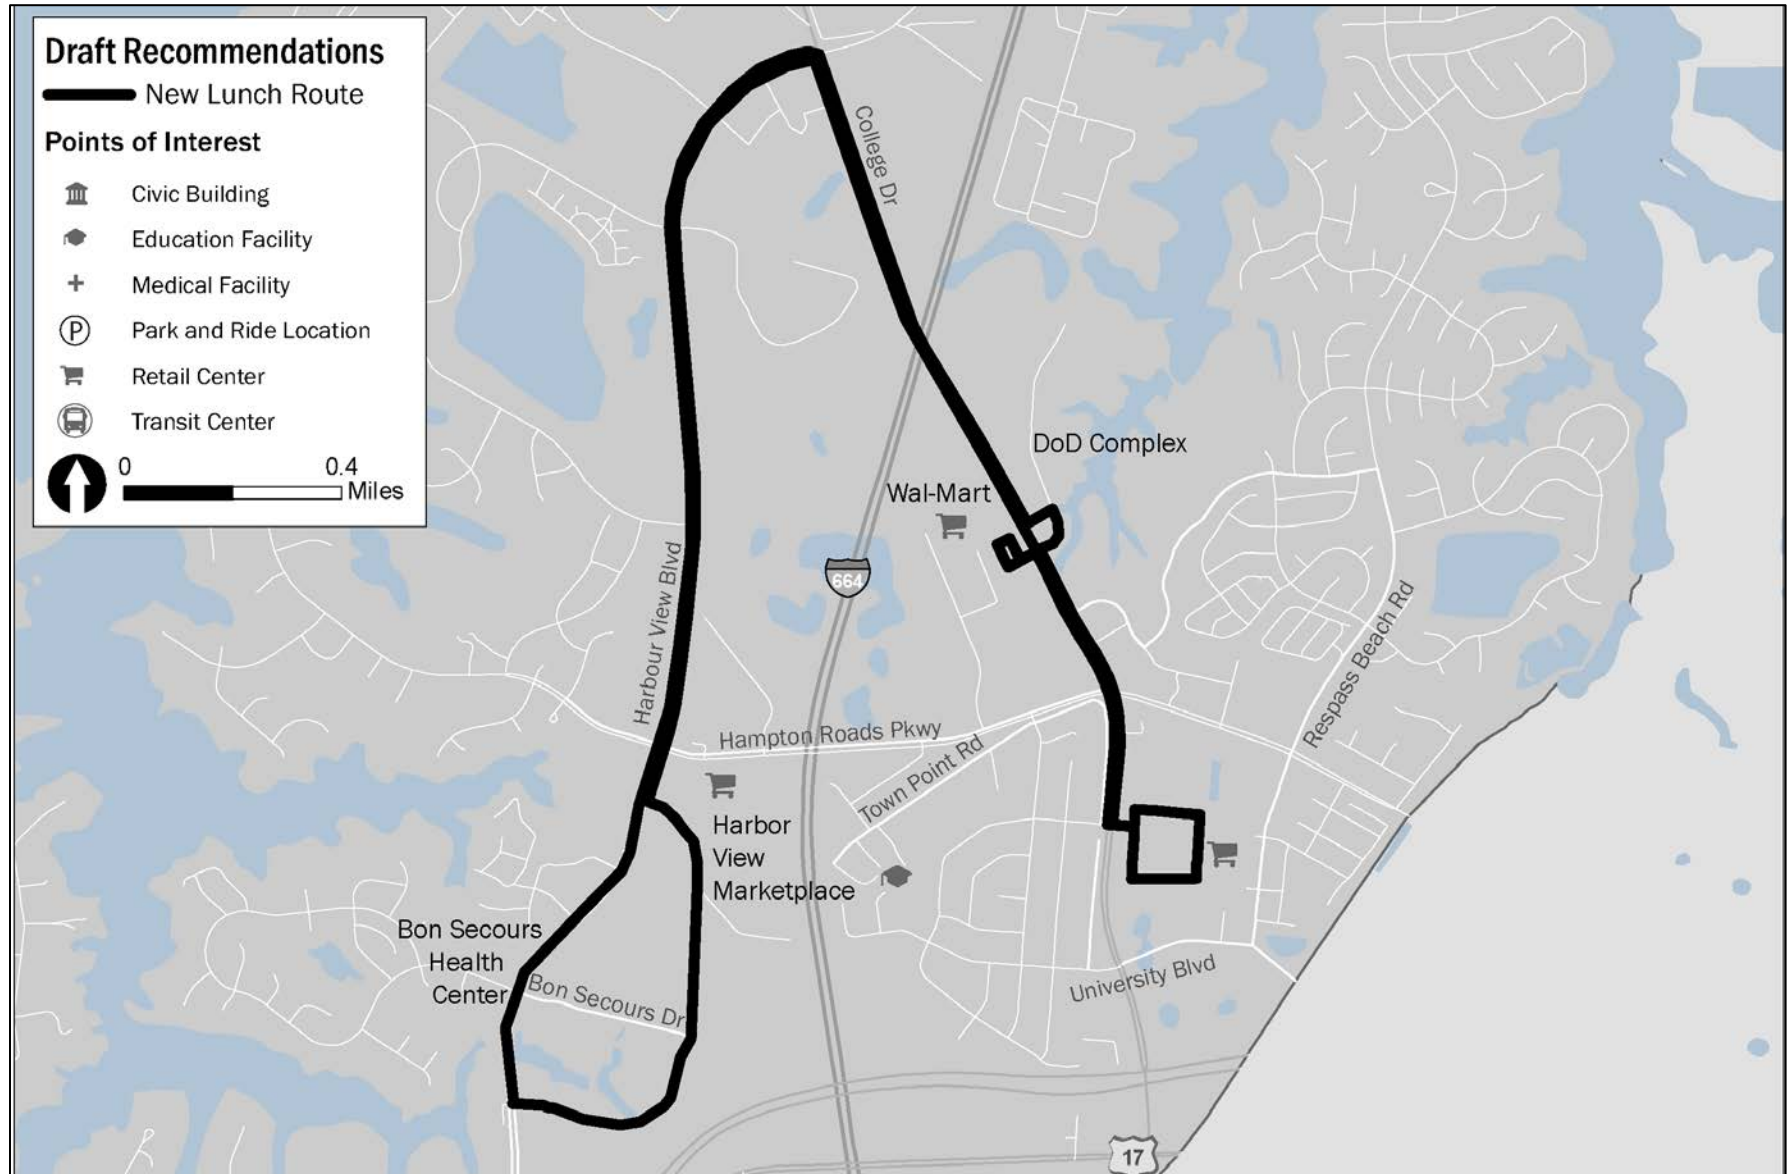 Draft Recommendations
New Lunch Route
Points of Interest
Civic Building
Education Facility
Medical Facility
P
Park and Ride Location
Retail Center
Transit Center
0
0.4
Miles
College Dr
DoD Complex
Wal-Mart
664
Harbour View Blvd
Respass Beach Rd
Hampton Roads Pkwy
Town Point Rd
Harbor
View
Marketplace
Bon Secours
Health
Center
Bon Secours Dr
University Blvd
17